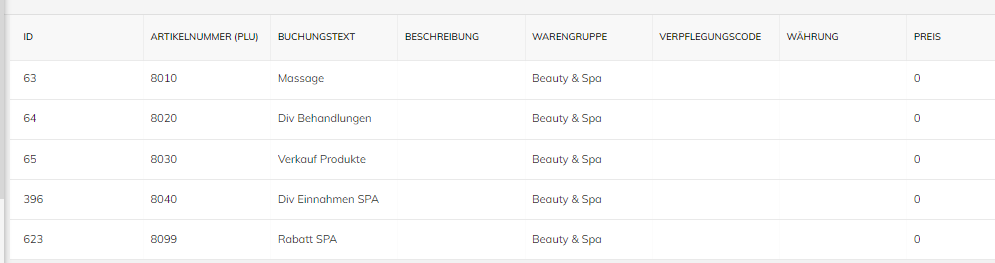 ID ARTIKELNUMMER (PLU) BUCHUNGSTEXT BESCHREIBUNG WARENGRUPPE VERPFLEGUNGSCODE WÄHRUNG PREIS
63 8010 Massage Beauty & Spa 0
64 8020 Div Behandlungen Beauty & Spa 0
65 8030 Verkauf Produkte Beauty & Spa 0
396 8040 Div Einnahmen SPA Beauty & Spa 0
623 8099 Rabatt SPA Beauty & Spa 0